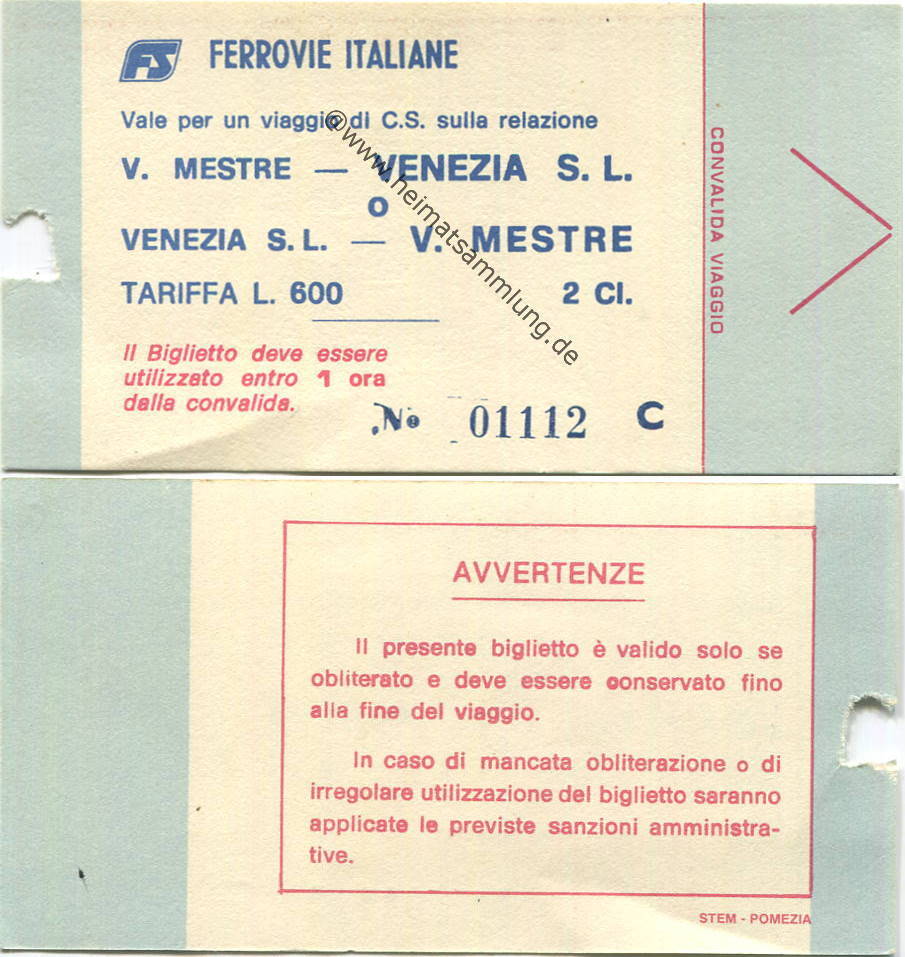 FS FERROVIE ITALIANE
Vale per un viaggio di C.S. sulla relazione
V. MESTRE — VENEZIA S. L.
o
VENEZIA S. L. — V. MESTRE
TARIFFA L. 600 2 Cl.
Il Biglietto deve essere
utilizzato entro 1 ora
dalla convalida.
No 01112 C
CONVALIDA VIAGGIO
@www.heimatsammlung.de
AVVERTENZE
Il presente biglietto è valido solo se
obliterato e deve essere conservato fino
alla fine del viaggio.
In caso di mancata obliterazione o di
irregolare utilizzazione del biglietto saranno
applicate le previste sanzioni amministra-
tive.
STEM - POMEZIA